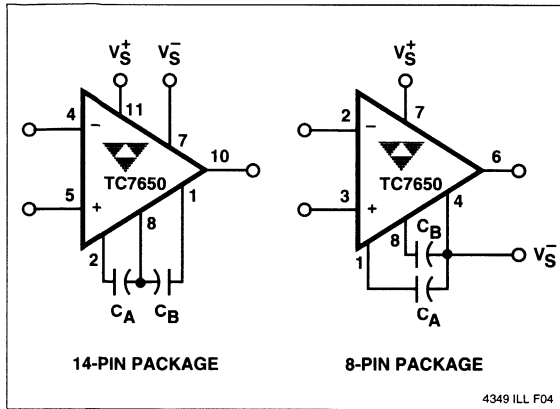 V_S^+ V_S^-
11
4 −
7
TC7650
10
5 +
1
8
2
C_A C_B
14-PIN PACKAGE
V_S^+
7
2 −
6
TC7650
3 +
4
C_B
8
V_S^-
1
C_A
8-PIN PACKAGE
4349 ILL F04